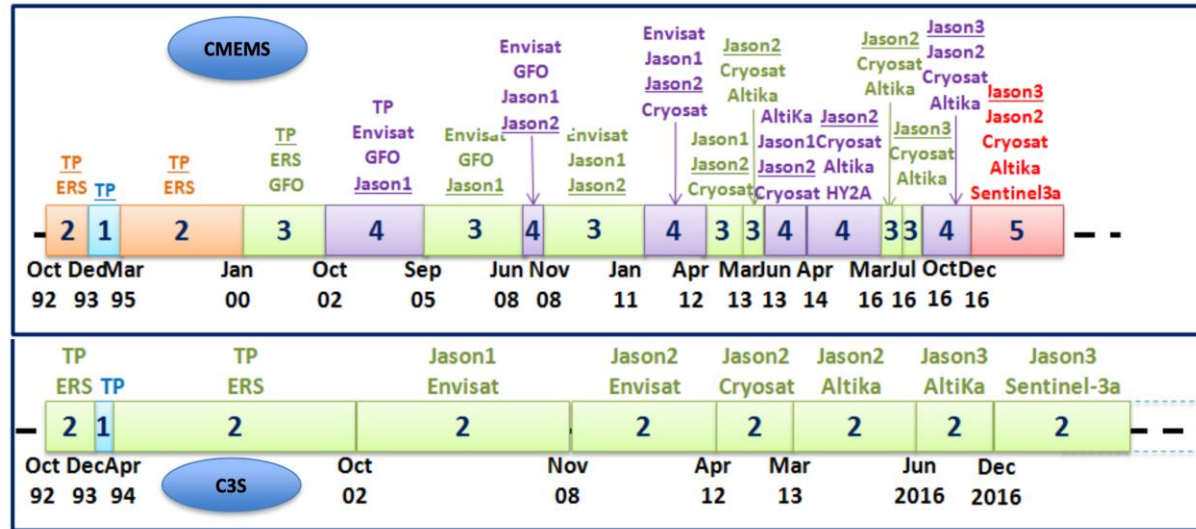 CMEMS
TP
ERS
TP
TP
ERS
TP
ERS
GFO
TP
Envisat
GFO
Jason1
Envisat
GFO
Jason1
Envisat
GFO
Jason1
Jason2
Envisat
Jason1
Jason2
Envisat
Jason1
Jason2
Cryosat
Jason1
Jason2
Cryosat
Jason2
Cryosat
Altika
AltiKa
Jason1
Jason2
Cryosat
Jason2
Cryosat
Altika
HY2A
Jason2
Cryosat
Altika
Jason3
Cryosat
Altika
Jason3
Jason2
Cryosat
Altika
Jason3
Jason2
Cryosat
Altika
Sentinel3a
2 1 2 3 4 3 4 3 4 3 3 4 4 3 3 4 5
Oct Dec Mar Jan Oct Sep Jun Nov Jan Apr Mar Jun Apr Mar Jul Oct Dec
92 93 95 00 02 05 08 08 11 12 13 13 14 16 16 16 16
TP TP Jason1 Jason2 Jason2 Jason2 Jason3 Jason3
ERS TP ERS Envisat Envisat Cryosat Altika AltiKa Sentinel-3a
2 1 2 2 2 2 2 2 2
Oct Dec Apr Oct Nov Apr Mar Jun Dec
92 93 94 02 08 12 13 2016 2016
C3S